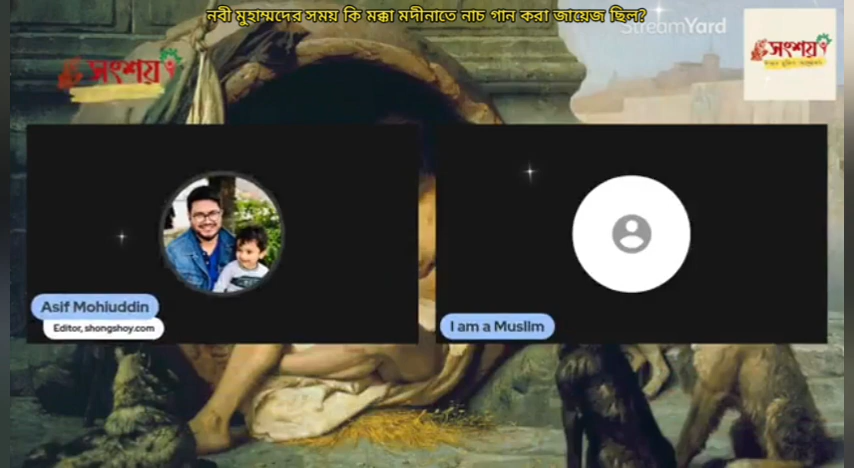 নবী মুহাম্মদের সময় কি মক্কা মদীনাতে নাচ গান করা জায়েজ ছিল?
StreamYard
সংশয়
সংশয়
Asif Mohiuddin
Editor, shongshoy.com
I am a Muslim